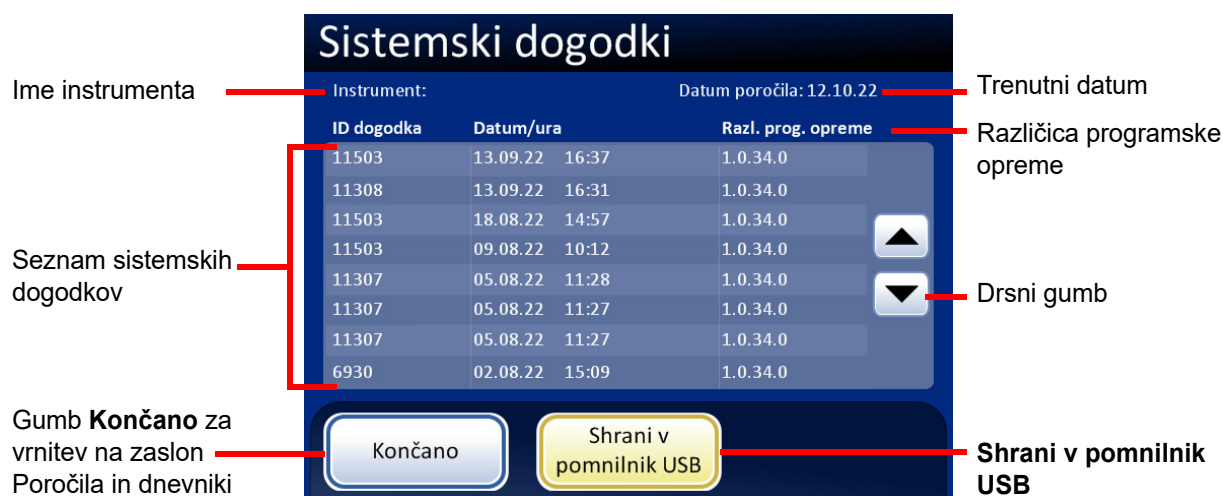 Sistemski dogodki
Ime instrumenta
Instrument:
Datum poročila: 12.10.22
Trenutni datum
ID dogodka Datum/ura Razl. prog. opreme
Različica programske
opreme
11503 13.09.22 16:37 1.0.34.0
11308 13.09.22 16:31 1.0.34.0
11503 18.08.22 14:57 1.0.34.0
11503 09.08.22 10:12 1.0.34.0
11307 05.08.22 11:28 1.0.34.0
11307 05.08.22 11:27 1.0.34.0
11307 05.08.22 11:27 1.0.34.0
6930 02.08.22 15:09 1.0.34.0
Seznam sistemskih
dogodkov
Drsni gumb
Gumb Končano za
vrnitev na zaslon
Poročila in dnevniki
Končano
Shrani v
pomnilnik USB
Shrani v pomnilnik
USB